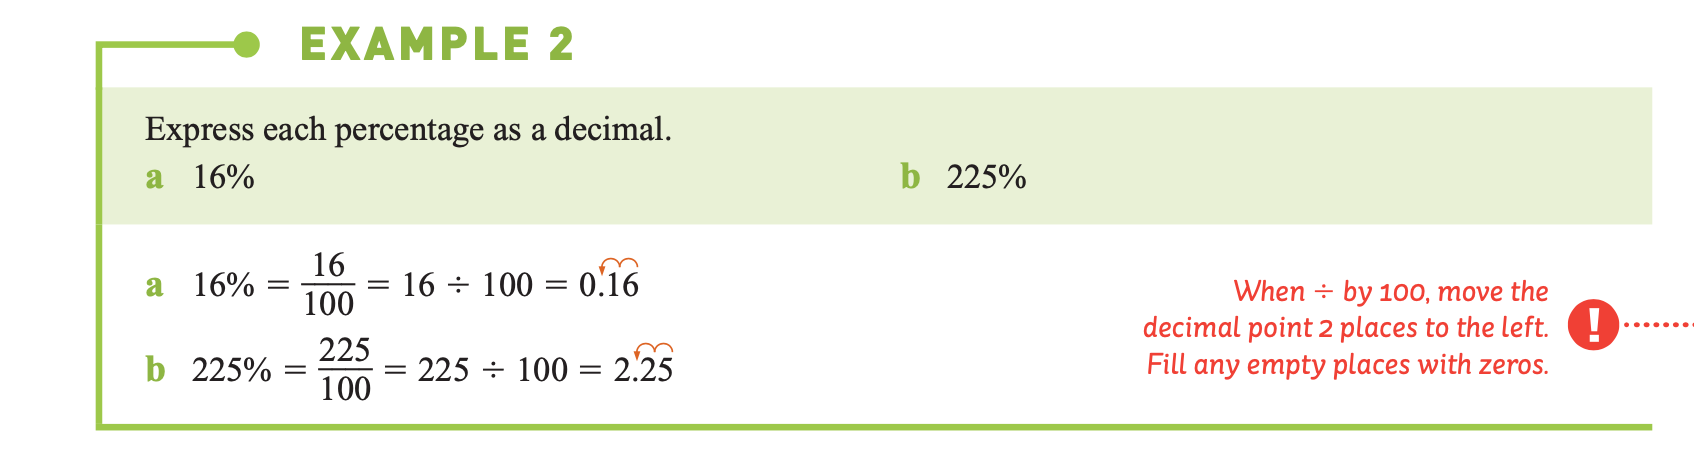 EXAMPLE 2
Express each percentage as a decimal.
a 16% b 225%
a 16% = 16/100 = 16 ÷ 100 = 0.16
b 225% = 225/100 = 225 ÷ 100 = 2.25
When ÷ by 100, move the
decimal point 2 places to the left.
Fill any empty places with zeros.
!